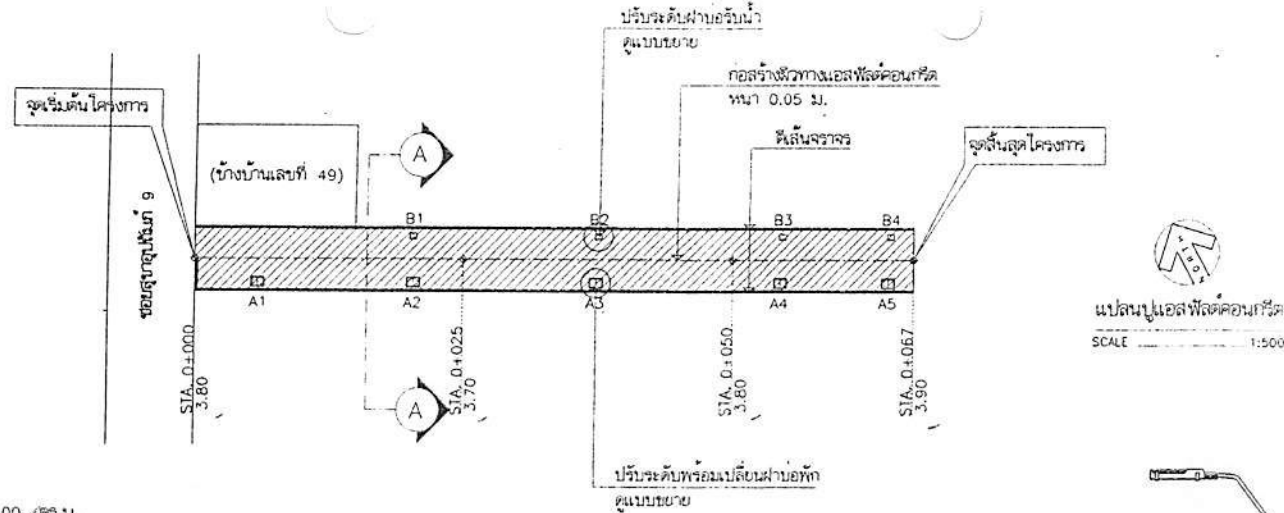 ปรับระดับฝาบ่อรับน้ำ
ดูแบบขยาย
ก่อสร้างผิวทางแอสฟัลต์คอนกรีต
หนา 0.05 ม.
จุดเริ่มต้นโครงการ
ตีเส้นจราจร
จุดสิ้นสุดโครงการ
A
(ข้างบ้านเลขที่ 49)
B1
B2
B3
B4
A1
A2
A3
A4
A5
NORTH
แปลนปูแอสฟัลต์คอนกรีต
SCALE 1:500
STA. 0+000
3.80
STA. 0+025
3.70
STA. 0+050
3.80
STA. 0+067
3.90
A
ปรับระดับพร้อมเปลี่ยนฝาบ่อพัก
ดูแบบขยาย